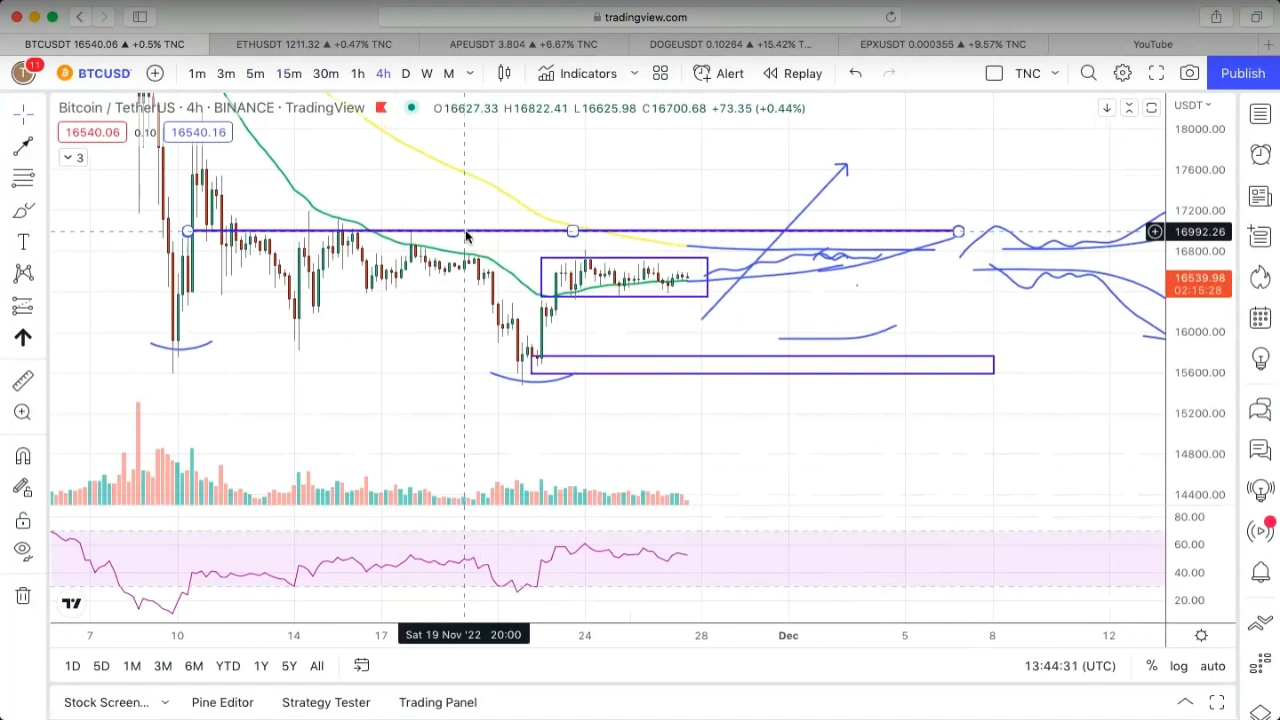 tradingview.com
BTCUSDT 16540.06 ▲ +0.5% TNC
ETHUSDT 1211.32 ▲ +0.47% TNC
APEUSDT 3.804 ▲ +6.67% TNC
DOGEUSDT 0.10264 ▲ +15.42% T...
EPXUSDT 0.000355 ▲ +9.57% TNC
YouTube
T 11
BTCUSDT 1m 3m 5m 15m 30m 1h 4h D W M Indicators Alert Replay TNC Publish
Bitcoin / TetherUS · 4h · BINANCE · TradingView O16627.33 H16822.41 L16625.98 C16700.68 +73.35 (+0.44%)
USDT
16540.06 0.10 16540.16
3
18000.00
17600.00
17200.00
16992.26
16800.00
16539.98
02:15:28
16000.00
15600.00
15200.00
14800.00
14400.00
80.00
60.00
40.00
20.00
7 10 14 17 Sat 19 Nov '22 20:00 24 28 Dec 5 8 12
1D 5D 1M 3M 6M YTD 1Y 5Y All 13:44:31 (UTC) % log auto
Stock Screen... Pine Editor Strategy Tester Trading Panel